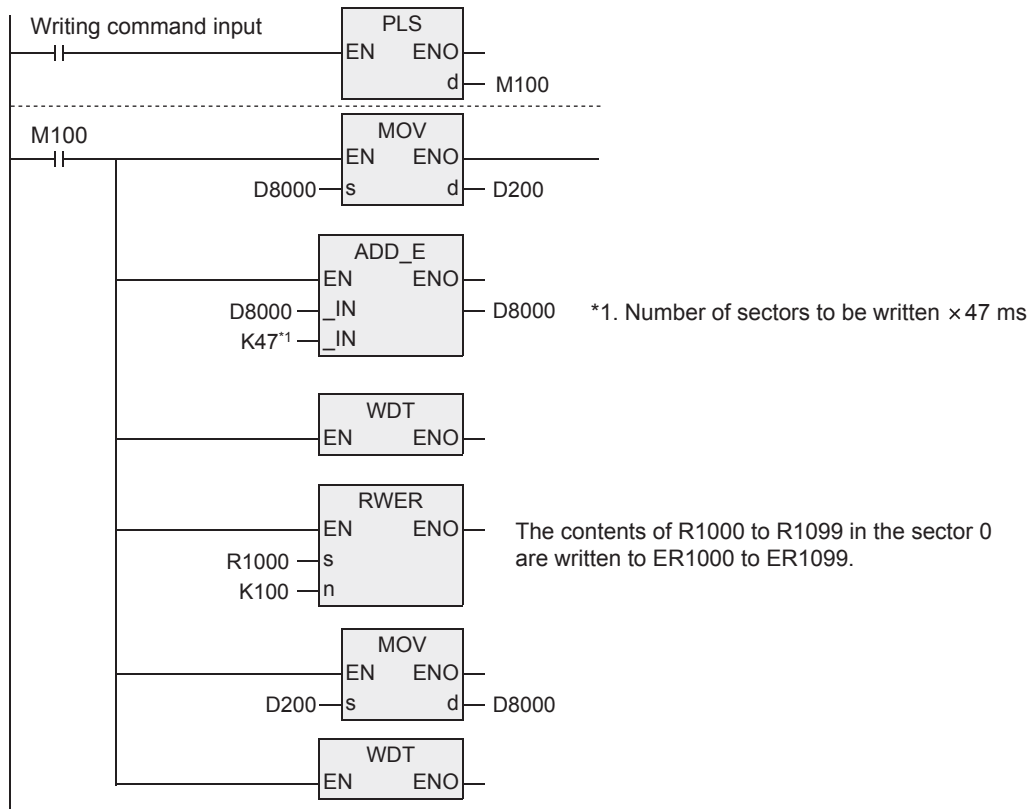 Writing command input
PLS
EN ENO
d M100
M100
MOV
EN ENO
D8000 s d D200
ADD_E
EN ENO
D8000 _IN D8000 *1. Number of sectors to be written ×47 ms
K47*1 _IN
WDT
EN ENO
RWER
EN ENO The contents of R1000 to R1099 in the sector 0
R1000 s are written to ER1000 to ER1099.
K100 n
MOV
EN ENO
D200 s d D8000
WDT
EN ENO